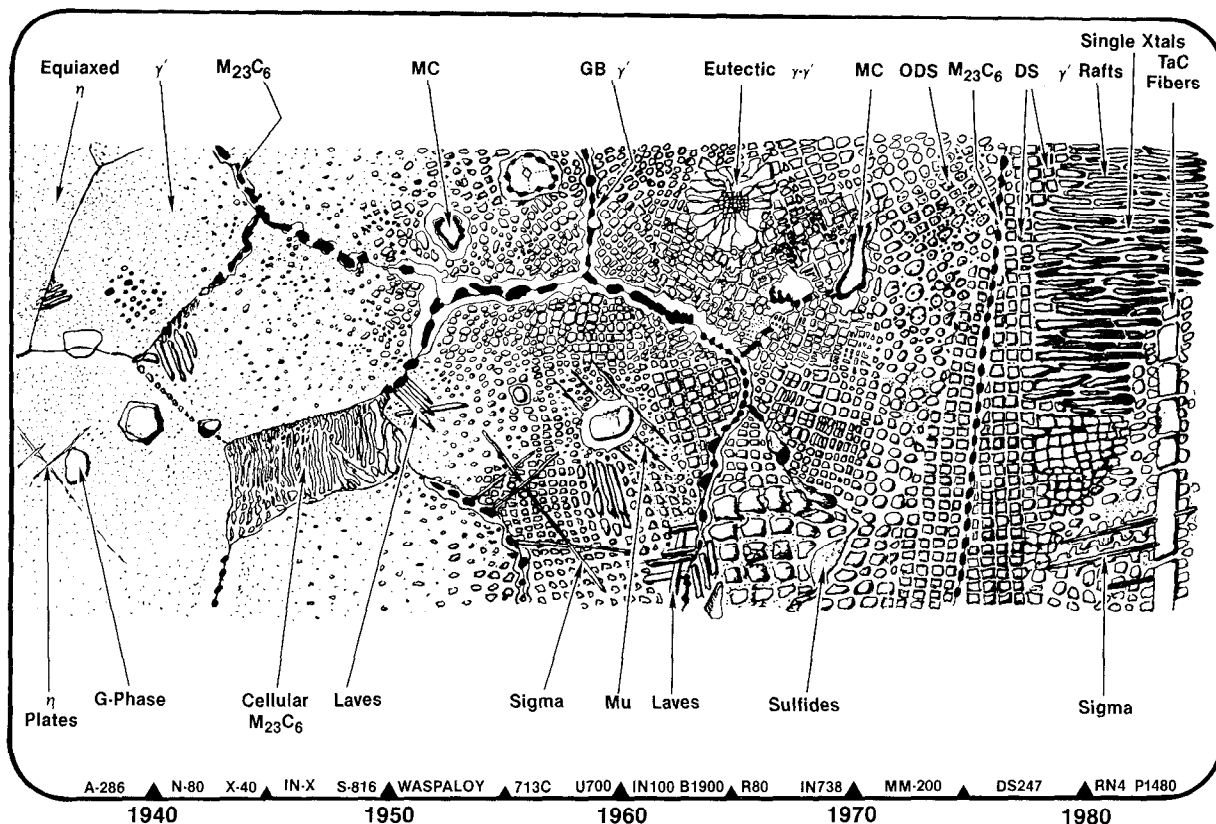 Single Xtals
Equiaxed γ′ M23C6 MC GB γ′ Eutectic γ-γ′ MC ODS M23C6 DS γ′ Rafts TaC
η Fibers
η G-Phase Cellular Laves Sigma Mu Laves Sulfides Sigma
Plates M23C6
A-286 N-80 X-40 IN-X S-816 WASPALOY 713C U700 IN100 B1900 R80 IN738 MM-200 DS247 RN4 P1480
1940 1950 1960 1970 1980